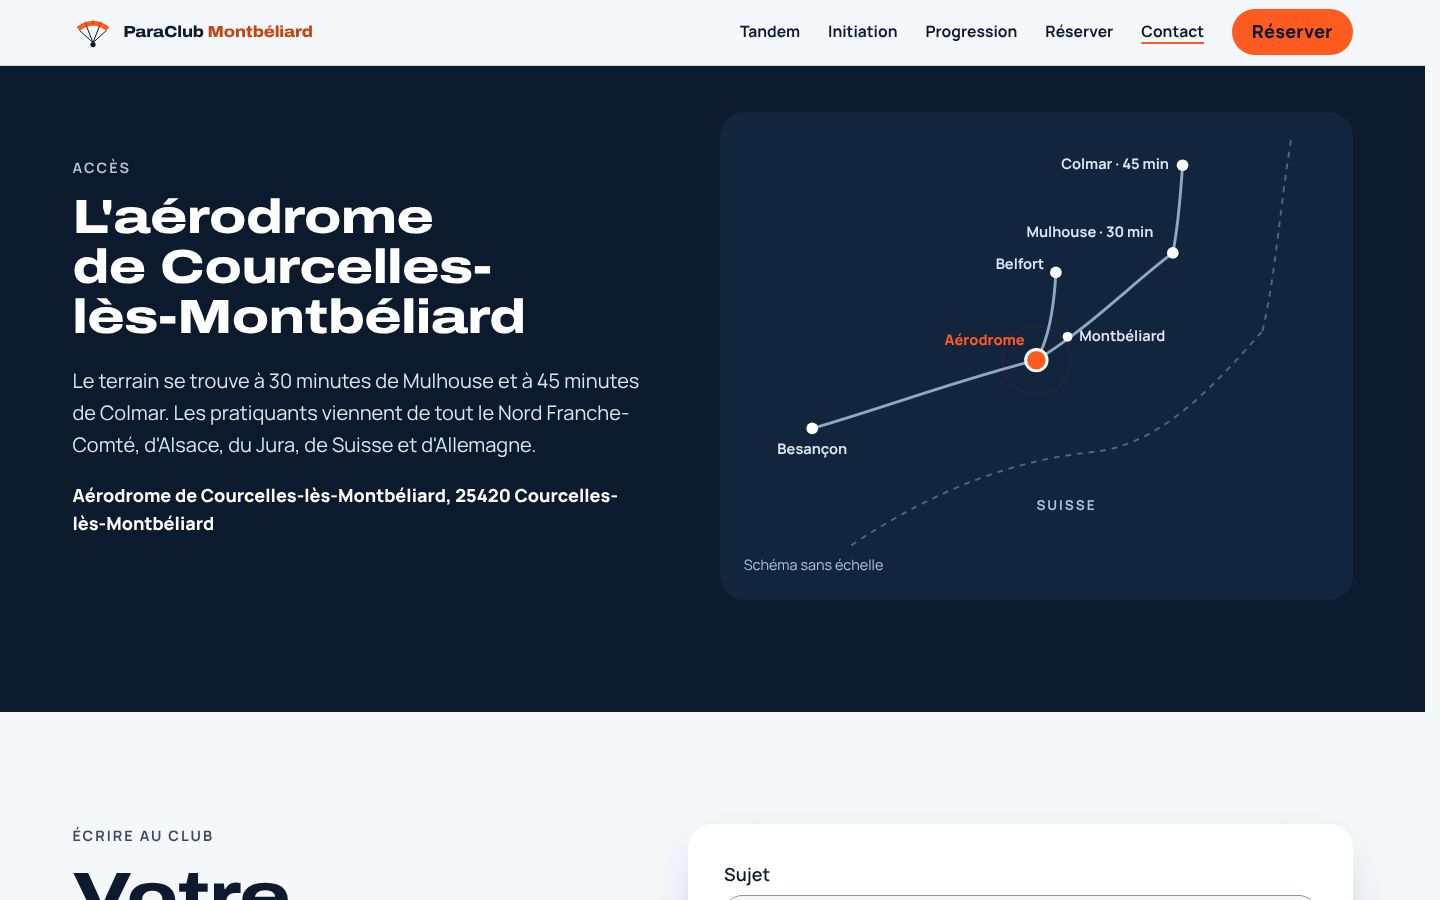 ParaClub Montbéliard
Tandem
Initiation
Progression
Réserver
Contact
Réserver
ACCÈS
L'aérodrome
de Courcelles-
lès-Montbéliard
Le terrain se trouve à 30 minutes de Mulhouse et à 45 minutes
de Colmar. Les pratiquants viennent de tout le Nord Franche-
Comté, d'Alsace, du Jura, de Suisse et d'Allemagne.
Aérodrome de Courcelles-lès-Montbéliard, 25420 Courcelles-
lès-Montbéliard
Colmar · 45 min
Mulhouse · 30 min
Belfort
Aérodrome
Montbéliard
Besançon
SUISSE
Schéma sans échelle
ÉCRIRE AU CLUB
Votre
Sujet